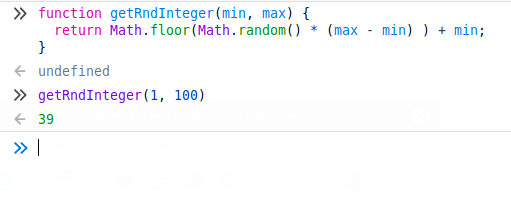 function getRndInteger(min, max) {
  return Math.floor(Math.random() * (max - min) ) + min;
}
undefined
getRndInteger(1, 100)
39